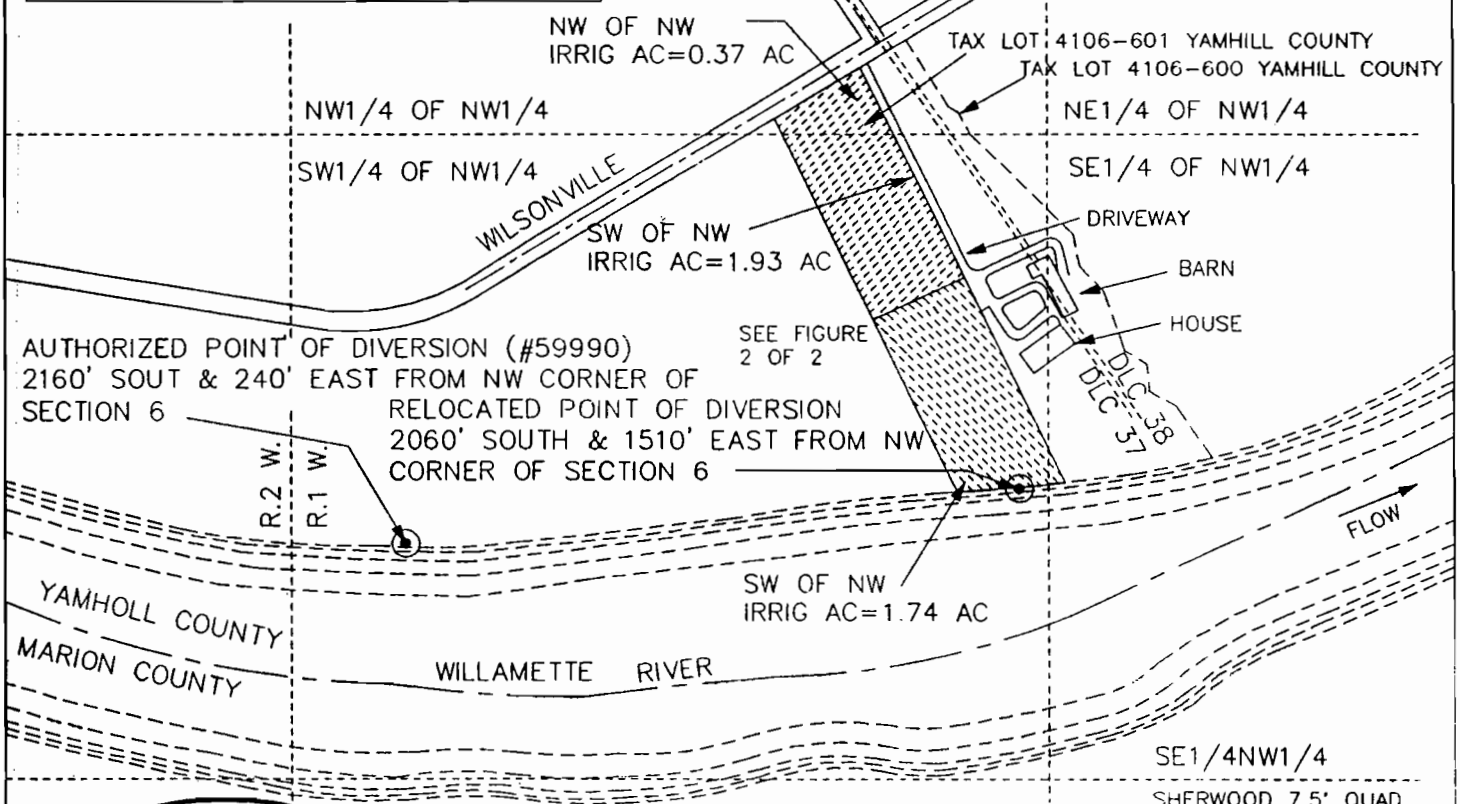 NW OF NW
IRRIG AC=0.37 AC
TAX LOT 4106-601 YAMHILL COUNTY
TAX LOT 4106-600 YAMHILL COUNTY
NW1/4 OF NW1/4
NE1/4 OF NW1/4
SW1/4 OF NW1/4
SE1/4 OF NW1/4
WILSONVILLE
DRIVEWAY
SW OF NW
IRRIG AC=1.93 AC
BARN
HOUSE
SEE FIGURE
2 OF 2
AUTHORIZED POINT OF DIVERSION (#59990)
2160' SOUT & 240' EAST FROM NW CORNER OF
SECTION 6
RELOCATED POINT OF DIVERSION
2060' SOUTH & 1510' EAST FROM NW
CORNER OF SECTION 6
DLC 38
DLC 37
R.2 W.
R.1 W.
FLOW
SW OF NW
IRRIG AC=1.74 AC
YAMHOLL COUNTY
MARION COUNTY
WILLAMETTE RIVER
SE1/4NW1/4
SHERWOOD 7.5' QUAD